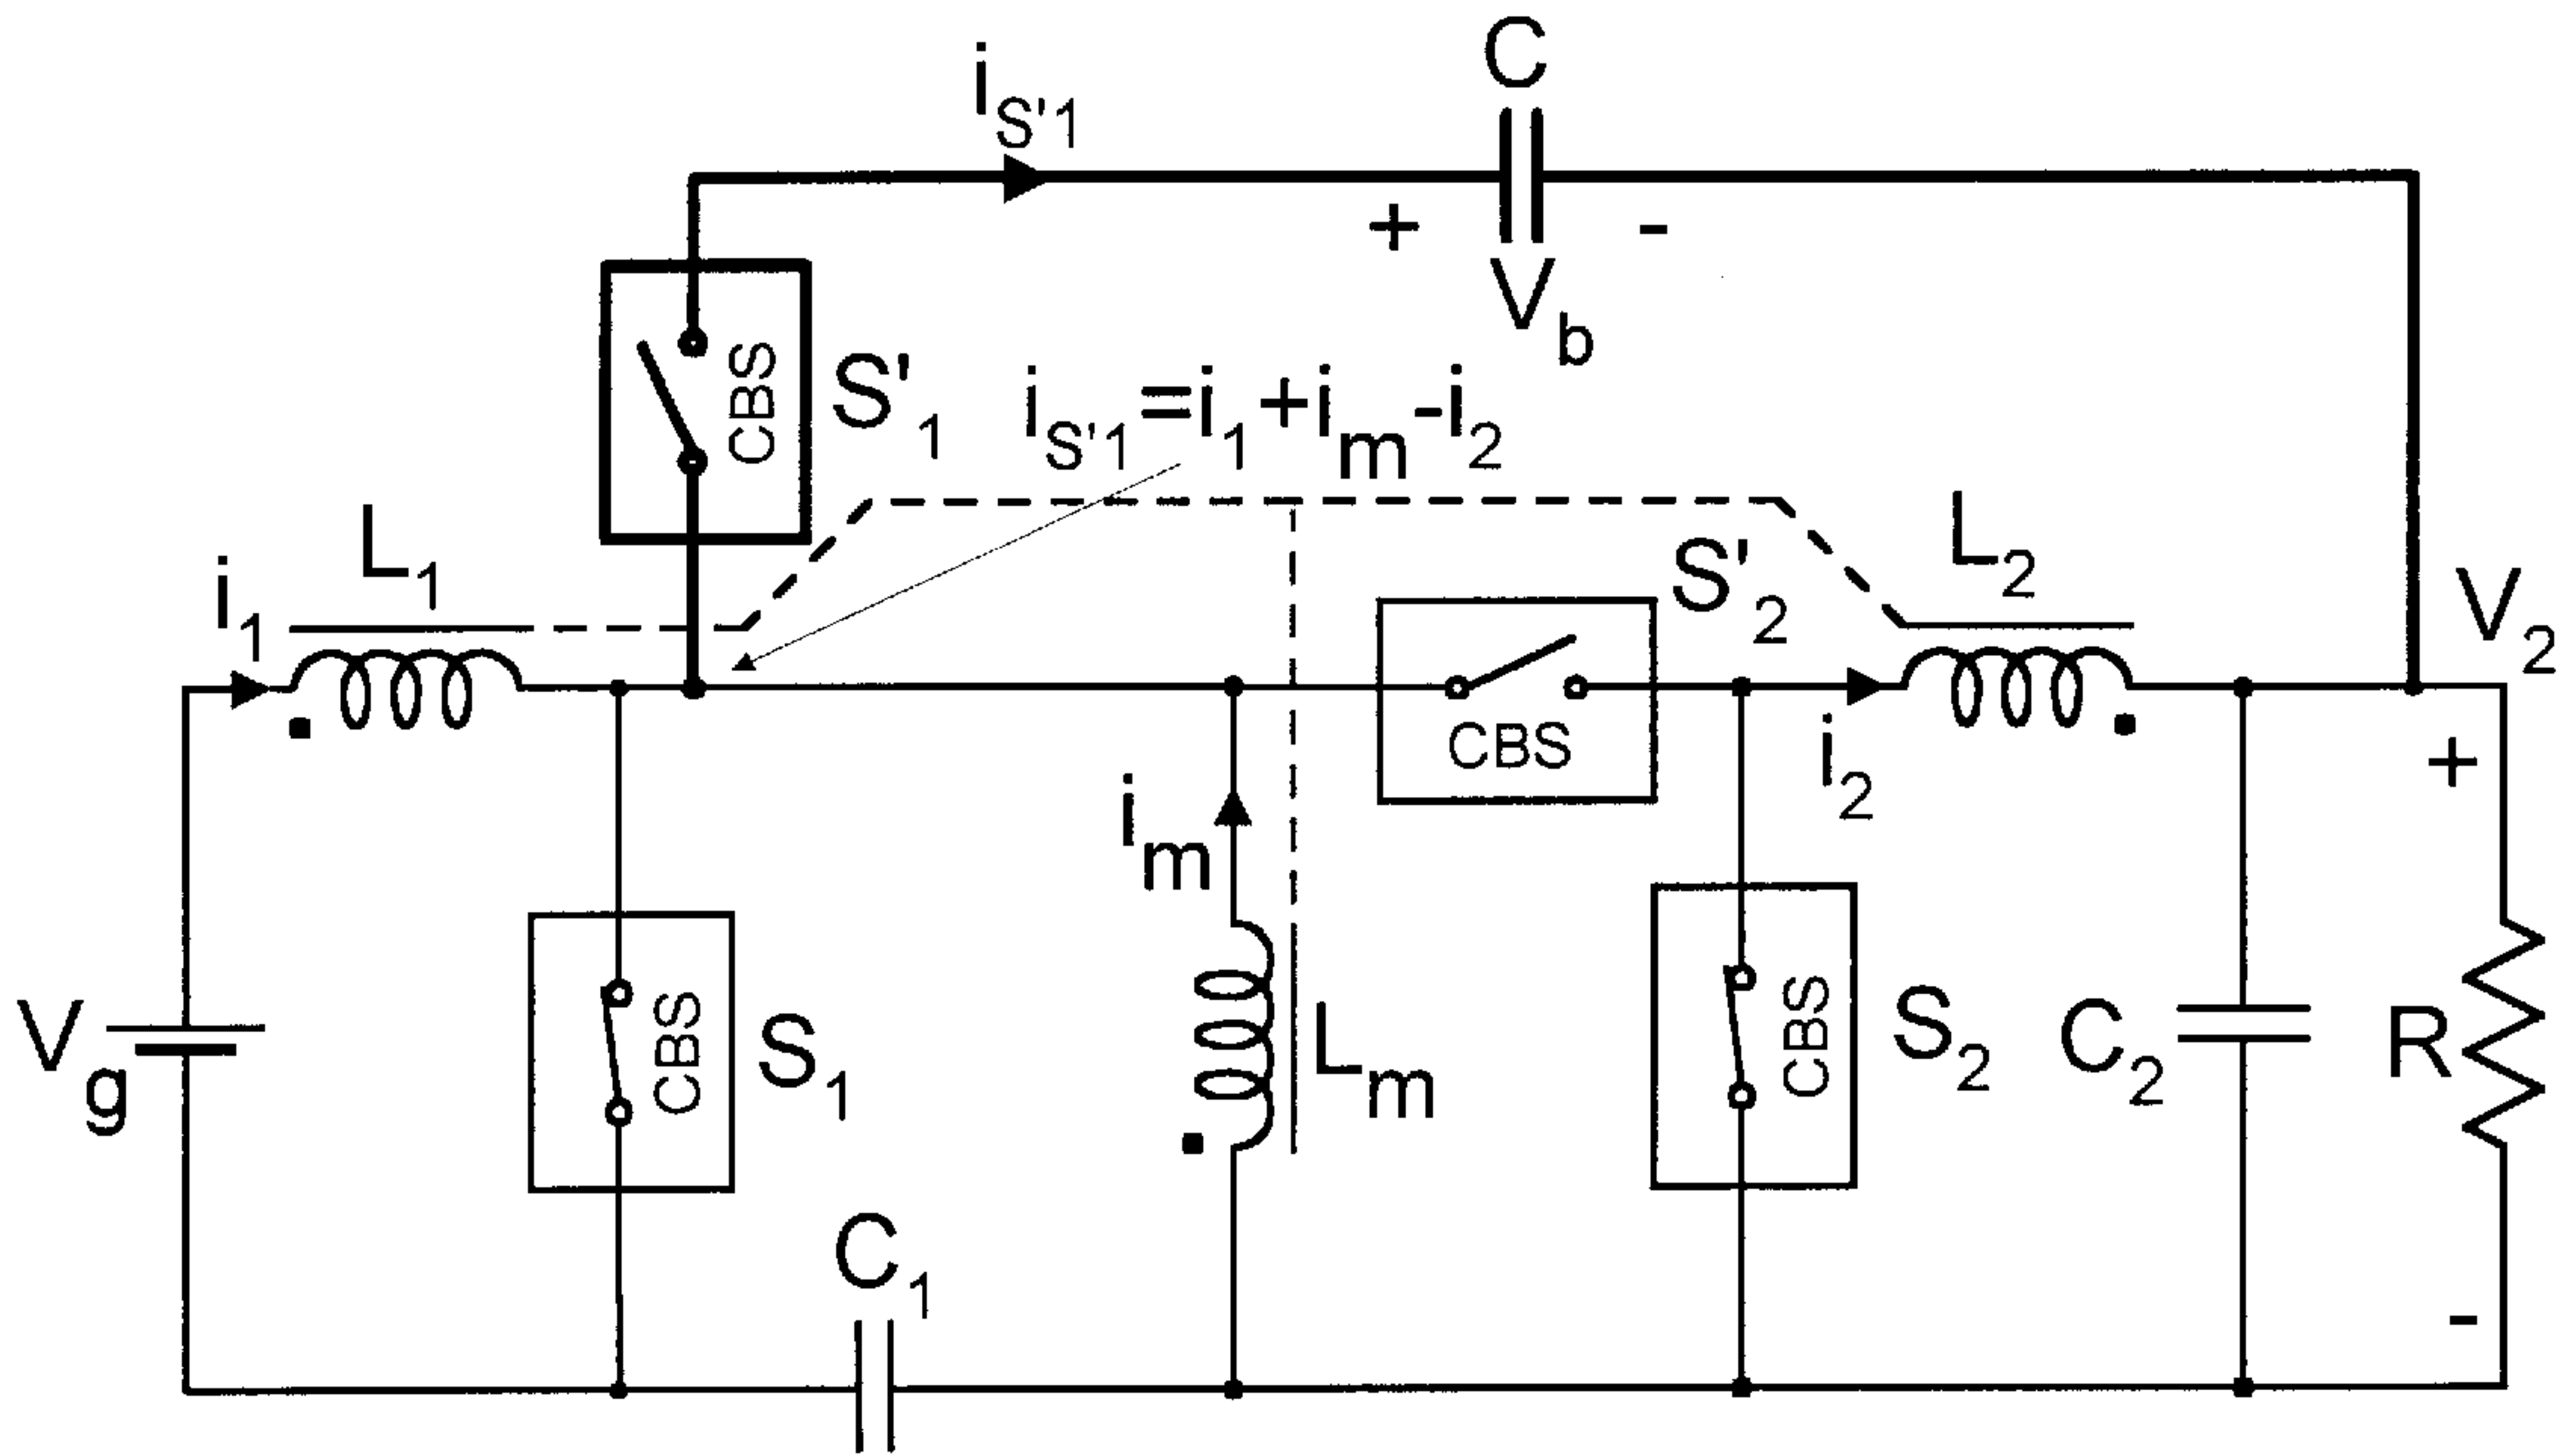 C
i_S'1
+ -
V_b
CBS
S'_1
i_S'1=i_1+i_m-i_2
L_1
i_1
S'_2
L_2
V_2
CBS
i_2
+
i_m
V_g
CBS
S_1
L_m
CBS
S_2
C_2
R
C_1
-